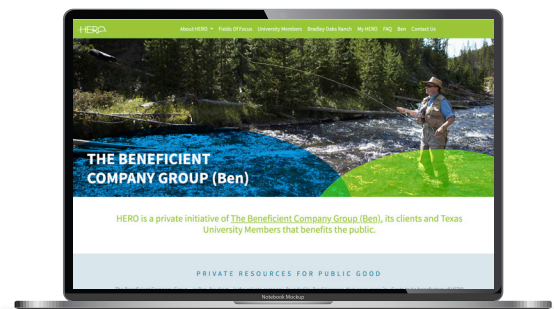 HERO
About HERO Fields Of Focus University Members Bradley Oaks Ranch My HERO FAQ Ben Contact Us
THE BENEFICIENT
COMPANY GROUP (Ben)
HERO is a private initiative of The Beneficient Company Group (Ben), its clients and Texas
University Members that benefits the public.
PRIVATE RESOURCES FOR PUBLIC GOOD
Notebook Mockup